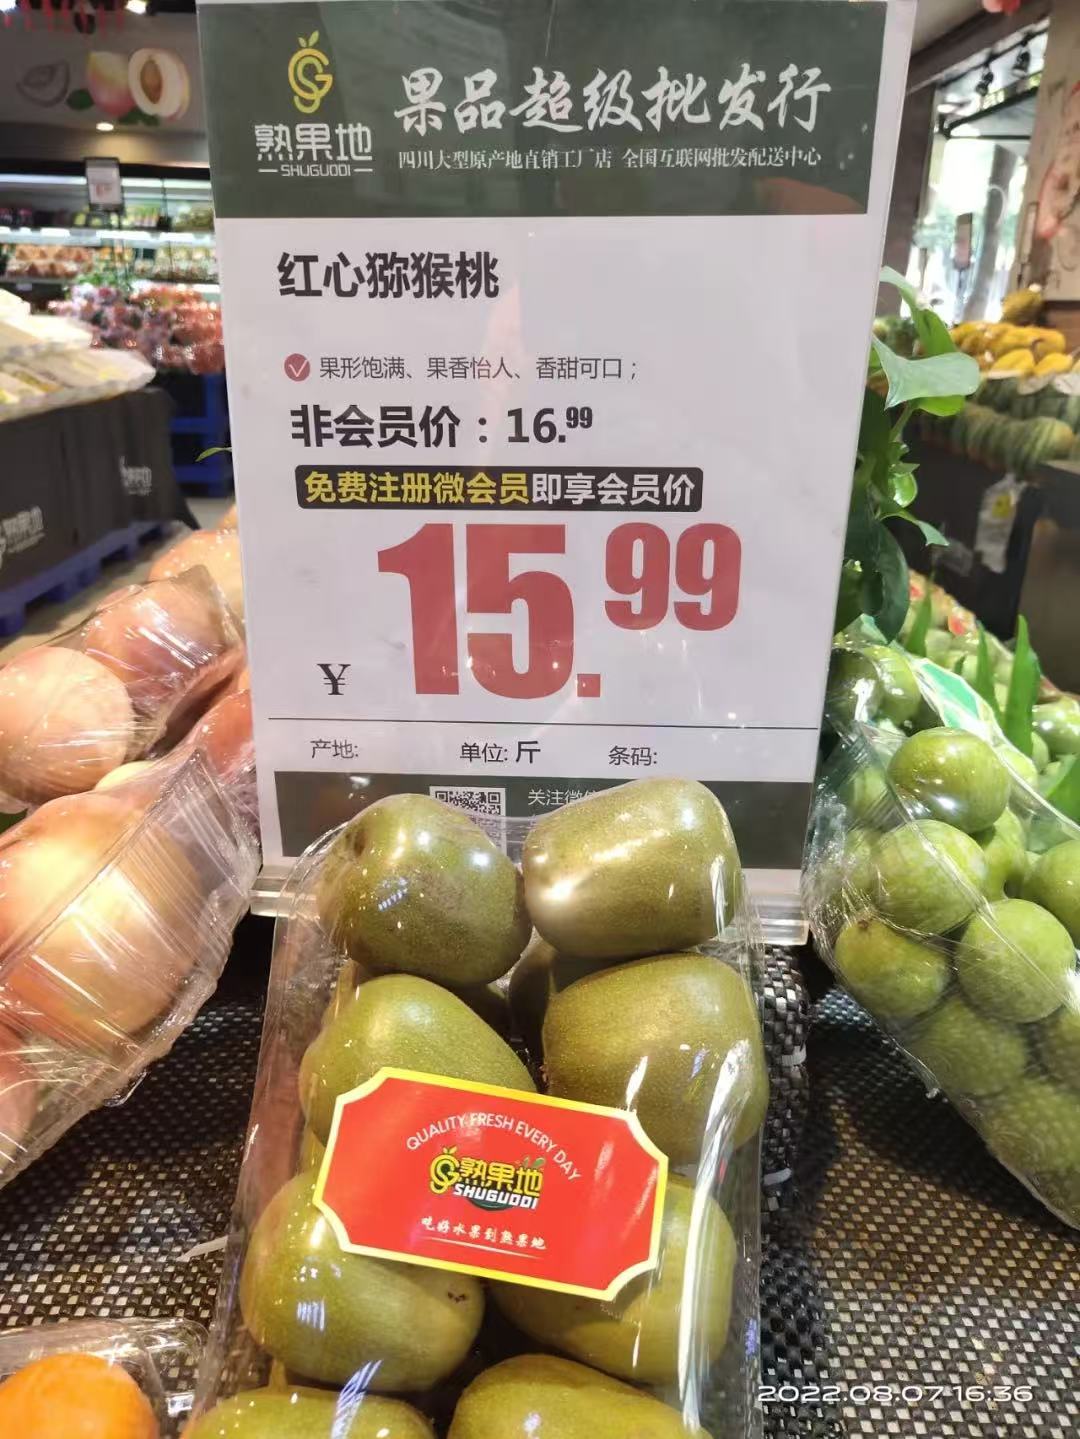 熟果地
SHUGUODI
果品超级批发行
四川大型原产地直销工厂店 全国互联网批发配送中心
红心猕猴桃
果形饱满、果香怡人、香甜可口；
非会员价：16.99
免费注册微会员即享会员价
¥ 15.99
产地: 单位: 斤 条码:
关注微信
QUALITY FRESH EVERY DAY
熟果地
SHUGUODI
吃好水果到熟果地
2022.08.07 16:36